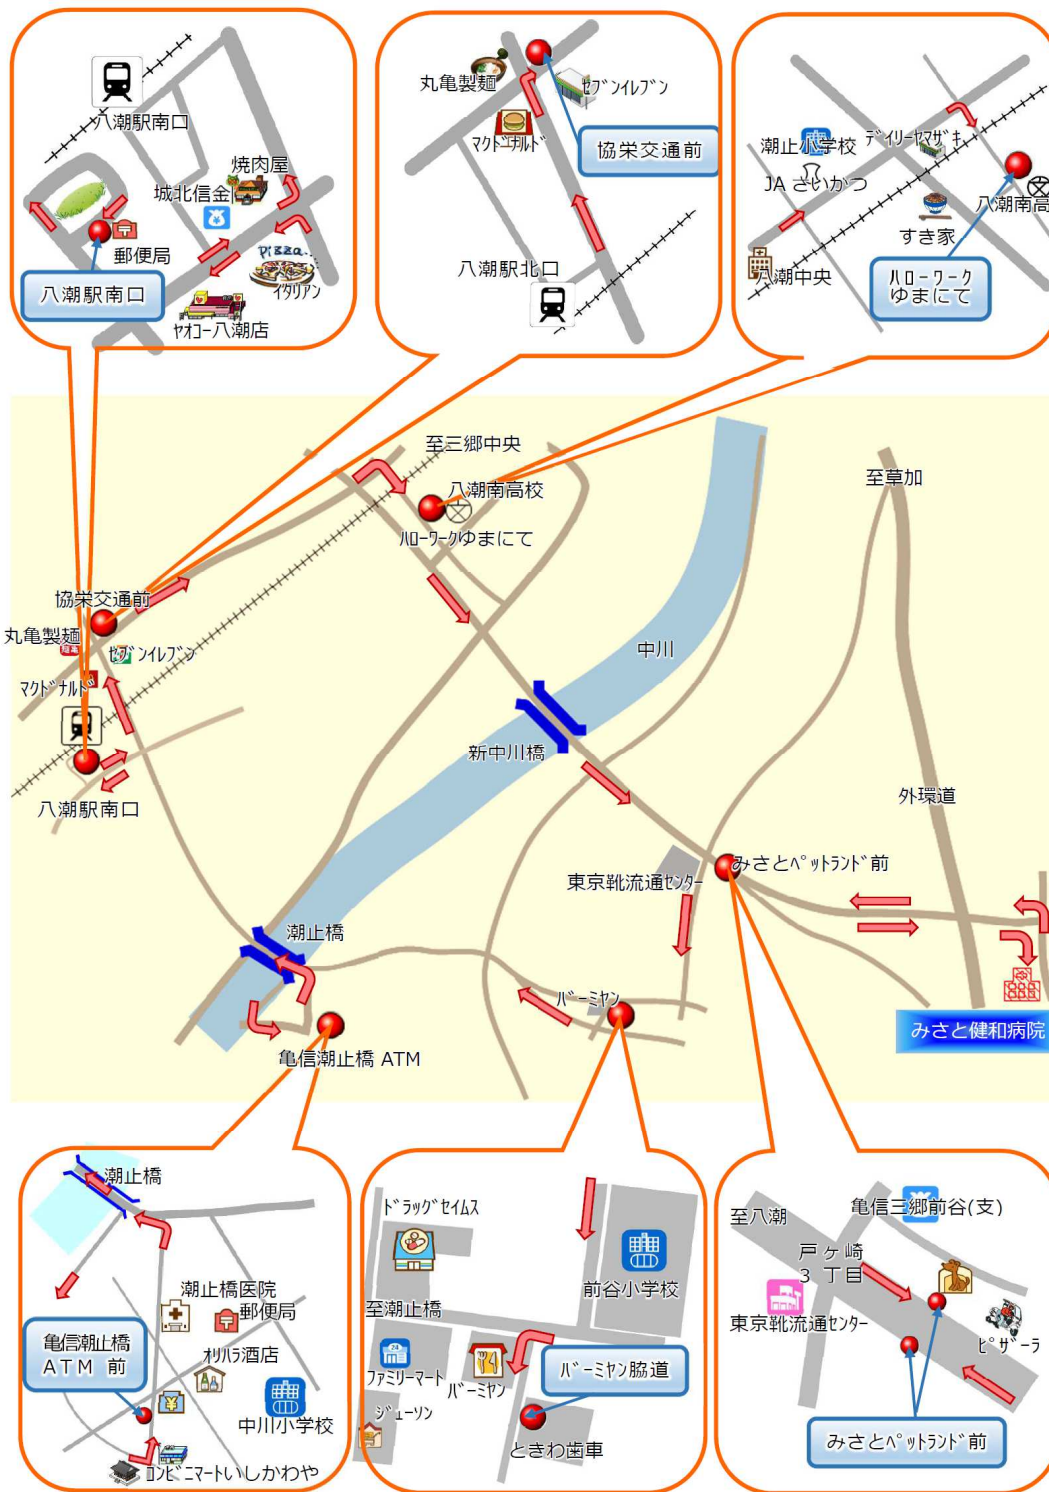 八潮駅南口
焼肉屋
城北信金
郵便局
Pizza...
ｲﾀﾘｱﾝ
八潮駅南口
ﾔｵｺｰ八潮店
丸亀製麺
ｾﾌﾞﾝｲﾚﾌﾞﾝ
ﾏｸﾄﾞﾅﾙﾄﾞ
協栄交通前
八潮駅北口
潮止小学校
ﾃﾞｲﾘｰﾔﾏｻﾞｷ
JA さいかつ
八潮南高
すき家
八潮中央
ﾊﾛｰﾜｰｸ
ゆまにて
至三郷中央
至草加
八潮南高校
ﾊﾛｰﾜｰｸゆまにて
協栄交通前
丸亀製麺
ｾﾌﾞﾝｲﾚﾌﾞﾝ
中川
ﾏｸﾄﾞﾅﾙﾄﾞ
新中川橋
八潮駅南口
外環道
みさとﾍﾟｯﾄﾗﾝﾄﾞ前
東京靴流通ｾﾝﾀｰ
潮止橋
ﾊﾞｰﾐﾔﾝ
みさと健和病院
亀信潮止橋 ATM
潮止橋
潮止橋医院
郵便局
亀信潮止橋
ＡＴＭ 前
ｵﾘﾊﾗ酒店
中川小学校
ｺﾝﾋﾞﾆﾏｰﾄいしかわや
ﾄﾞﾗｯｸﾞｾｲﾑｽ
前谷小学校
至潮止橋
24
ﾌｧﾐﾘｰﾏｰﾄ
ﾊﾞｰﾐﾔﾝ
ﾊﾞｰﾐﾔﾝ脇道
ｼﾞｭｰｿﾝ
ときわ歯車
亀信三郷前谷(支)
至八潮
戸ヶ崎
3 丁目
東京靴流通ｾﾝﾀｰ
ﾋﾟｻﾞｰﾗ
みさとﾍﾟｯﾄﾗﾝﾄﾞ前